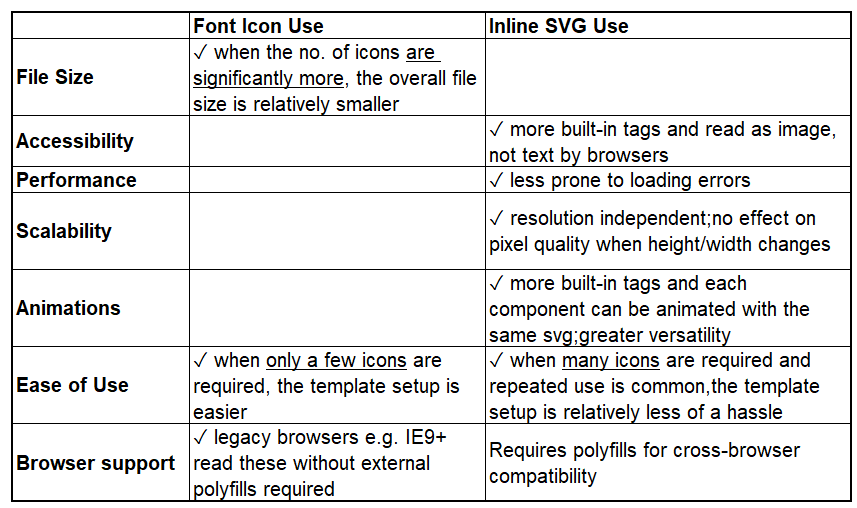 Font Icon Use
Inline SVG Use
File Size
✓ when the no. of icons are
significantly more, the overall file
size is relatively smaller
Accessibility
✓ more built-in tags and read as image,
not text by browsers
Performance
✓ less prone to loading errors
Scalability
✓ resolution independent;no effect on
pixel quality when height/width changes
Animations
✓ more built-in tags and each
component can be animated with the
same svg;greater versatility
Ease of Use
✓ when only a few icons are
required, the template setup is
easier
✓ when many icons are required and
repeated use is common,the template
setup is relatively less of a hassle
Browser support
✓ legacy browsers e.g. IE9+
read these without external
polyfills required
Requires polyfills for cross-browser
compatibility